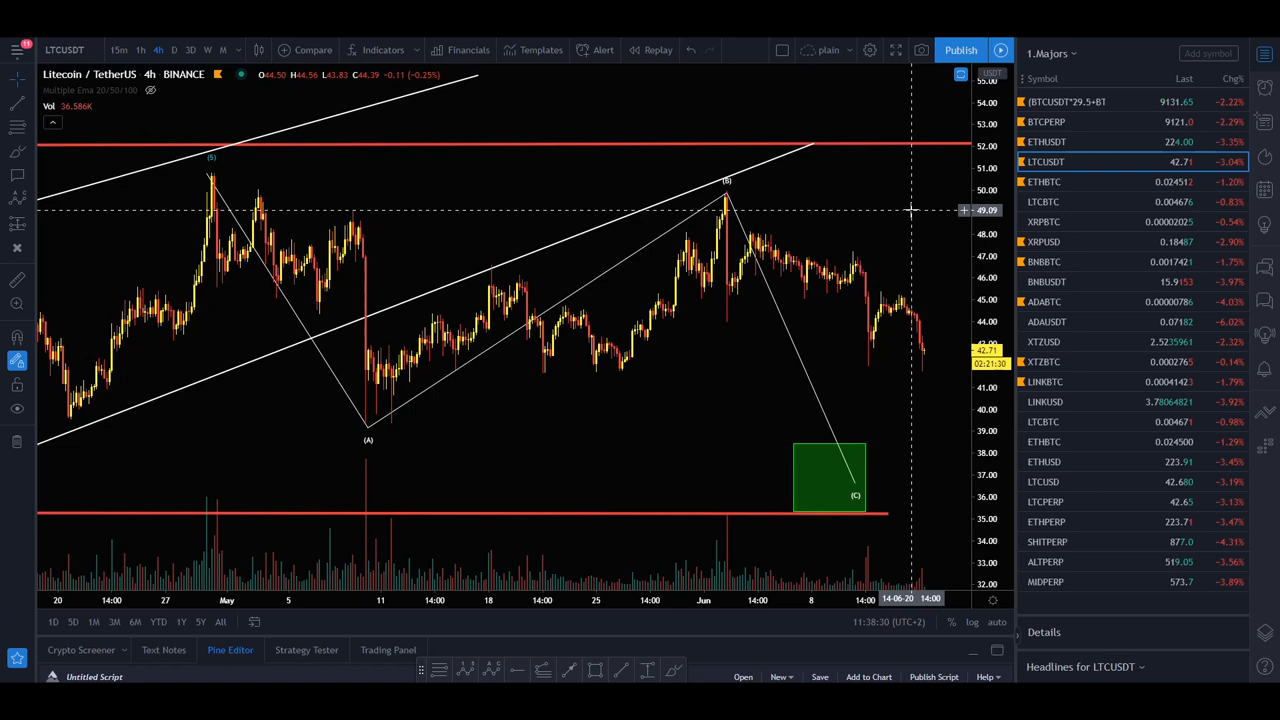 11
LTCUSDT 15m 1h 4h D 3D W M Compare Indicators Financials Templates Alert Replay plain Publish
Litecoin / TetherUS · 4h · BINANCE O44.50 H44.56 L43.83 C44.39 -0.11 (-0.25%)
Multiple Ema 20/50/100
Vol 36.586K
(5)
(A)
(B)
(C)
USDT
55.00
54.00
53.00
52.00
51.00
50.00
49.09
48.00
47.00
46.00
45.00
44.00
43.00
42.71
02:21:30
41.00
40.00
39.00
38.00
37.00
36.00
35.00
34.00
33.00
32.00
20 14:00 27 May 5 11 14:00 18 14:00 25 14:00 Jun 14:00 8 14:00 14-06-20 14:00
1D 5D 1M 3M 6M YTD 1Y 5Y All 11:38:30 (UTC+2) % log auto
Crypto Screener Text Notes Pine Editor Strategy Tester Trading Panel
Untitled Script Open New Save Add to Chart Publish Script Help
1.Majors Add symbol
Symbol Last Chg%
(BTCUSDT*29.5+BT 9131.65 −2.22%
BTCPERP 9121.0 −2.29%
ETHUSDT 224.00 −3.35%
LTCUSDT 42.71 −3.04%
ETHBTC 0.024512 −1.20%
LTCBTC 0.004676 −0.83%
XRPBTC 0.00002025 −0.54%
XRPUSD 0.18487 −2.90%
BNBBTC 0.0017421 −1.75%
BNBUSDT 15.9153 −3.97%
ADABTC 0.00000786 −4.03%
ADAUSDT 0.07182 −6.02%
XTZUSD 2.5235961 −2.32%
XTZBTC 0.0002765 −0.14%
LINKBTC 0.0004143 −1.79%
LINKUSD 3.78064821 −3.92%
LTCBTC 0.004671 −0.98%
ETHBTC 0.024500 −1.29%
ETHUSD 223.91 −3.45%
LTCUSD 42.680 −3.19%
LTCPERP 42.65 −3.13%
ETHPERP 223.71 −3.47%
SHITPERP 877.0 −4.31%
ALTPERP 519.05 −3.56%
MIDPERP 573.7 −3.89%
Details
Headlines for LTCUSDT